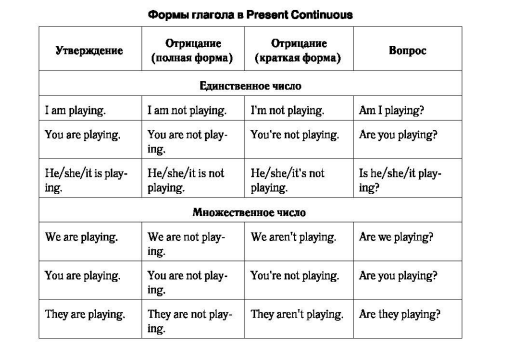 Формы глагола в Present Continuous
Утверждение
Отрицание
(полная форма)
Отрицание
(краткая форма)
Вопрос
Единственное число
I am playing.
I am not playing.
I'm not playing.
Am I playing?
You are playing.
You are not play-
ing.
You're not playing.
Are you playing?
He/she/it is play-
ing.
He/she/it is not
playing.
He/she/it's not
playing.
Is he/she/it play-
ing?
Множественное число
We are playing.
We are not play-
ing.
We aren't playing.
Are we playing?
You are playing.
You are not play-
ing.
You're not playing.
Are you playing?
They are playing.
They are not play-
ing.
They aren't playing.
Are they playing?